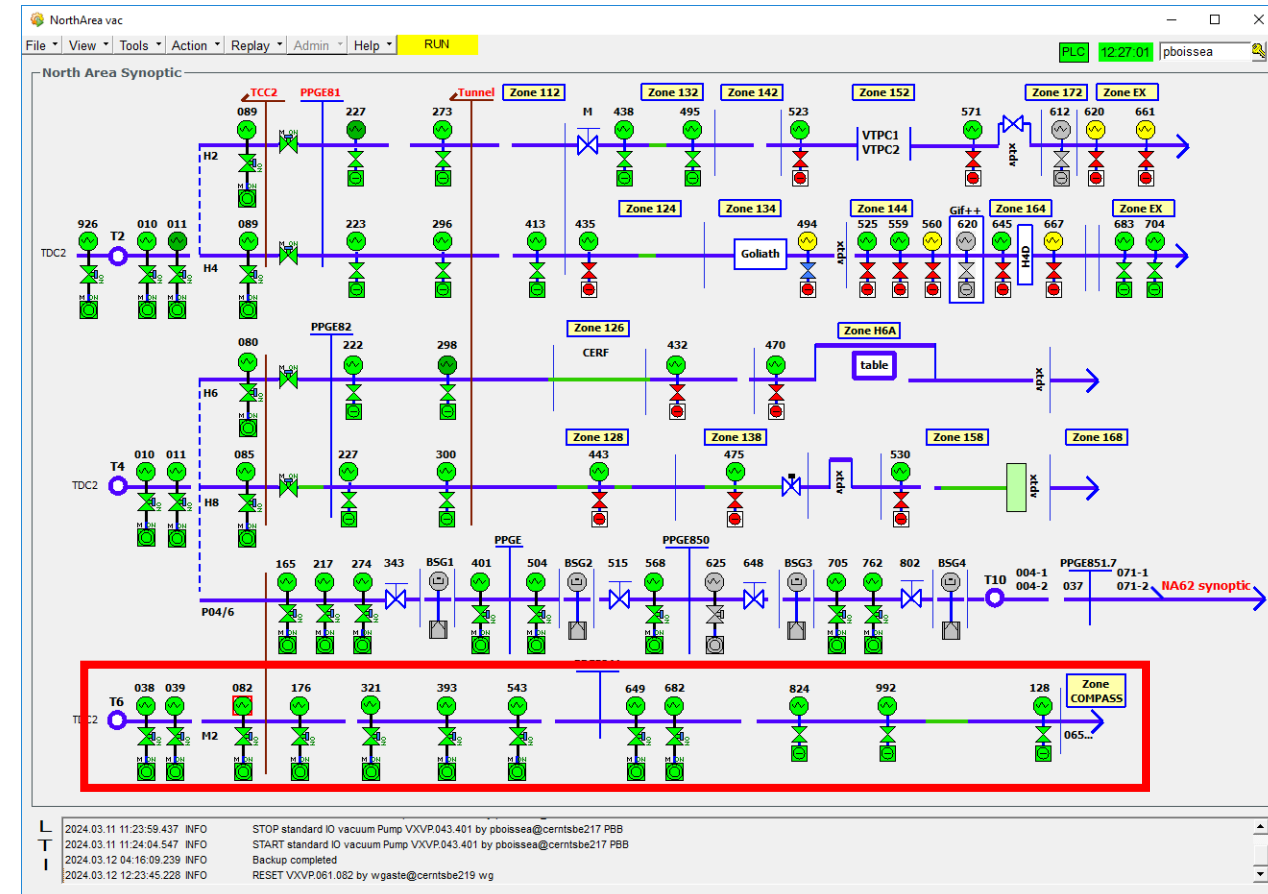 NorthArea vac
File View Tools Action Replay Admin Help RUN
PLC 12:27:01 pboissea
North Area Synoptic
TCC2 PPGE81 Tunnel Zone 112 Zone 132 Zone 142 Zone 152 Zone 172 Zone EX
089 227 273 M 438 495 523 571 612 620 661
H2 VTPC1 xtdv
VTPC2
Zone 124 Zone 134 Zone 144 Gif++ Zone 164 Zone EX
926 T2 010 011 089 223 296 413 435 494 525 559 560 620 645 667 683 704
TDC2 H4 Goliath xtdv H4D
PPGE82 Zone 126 Zone H6A
080 222 298 CERF 432 470
H6 table xtdv
Zone 128 Zone 138 Zone 158 Zone 168
T4 010 011 085 227 300 443 475 530
TDC2 H8 xtdv xtdv
PPGE PPGE850
165 217 274 343 BSG1 401 504 BSG2 515 568 625 648 BSG3 705 762 802 BSG4 T10 004-1 PPGE851.7 071-1
004-2 037 071-2 NA62 synoptic
P04/6
T6 038 039 082 176 321 393 543 649 682 824 992 128 Zone
COMPASS
M2 065...
L 2024.03.11 11:23:59.437 INFO STOP standard IO vacuum Pump VXVP.043.401 by pboissea@cerntsbe217 PBB
T 2024.03.11 11:24:04.547 INFO START standard IO vacuum Pump VXVP.043.401 by pboissea@cerntsbe217 PBB
I 2024.03.12 04:16:09.239 INFO Backup completed
2024.03.12 12:23:45.228 INFO RESET VXVP.061.082 by wgaste@cerntsbe219 wg